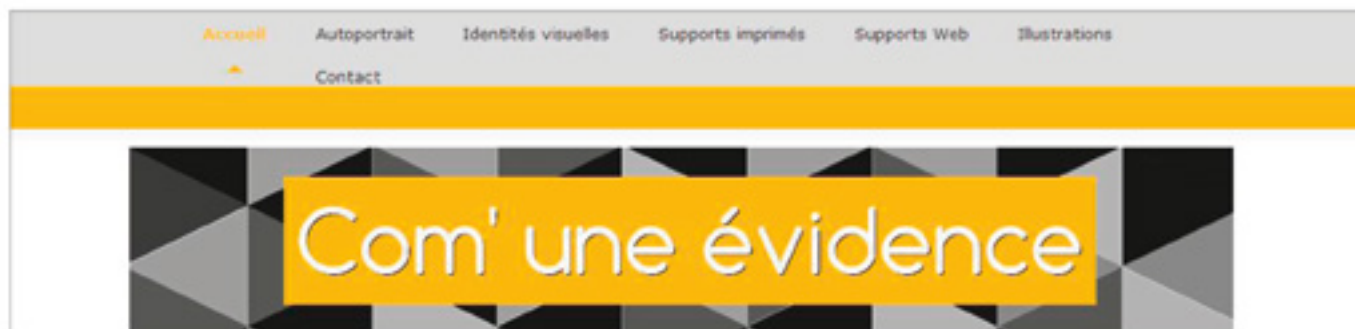 Accueil Autoportrait Identités visuelles Supports imprimés Supports Web Illustrations
Contact
Com' une évidence